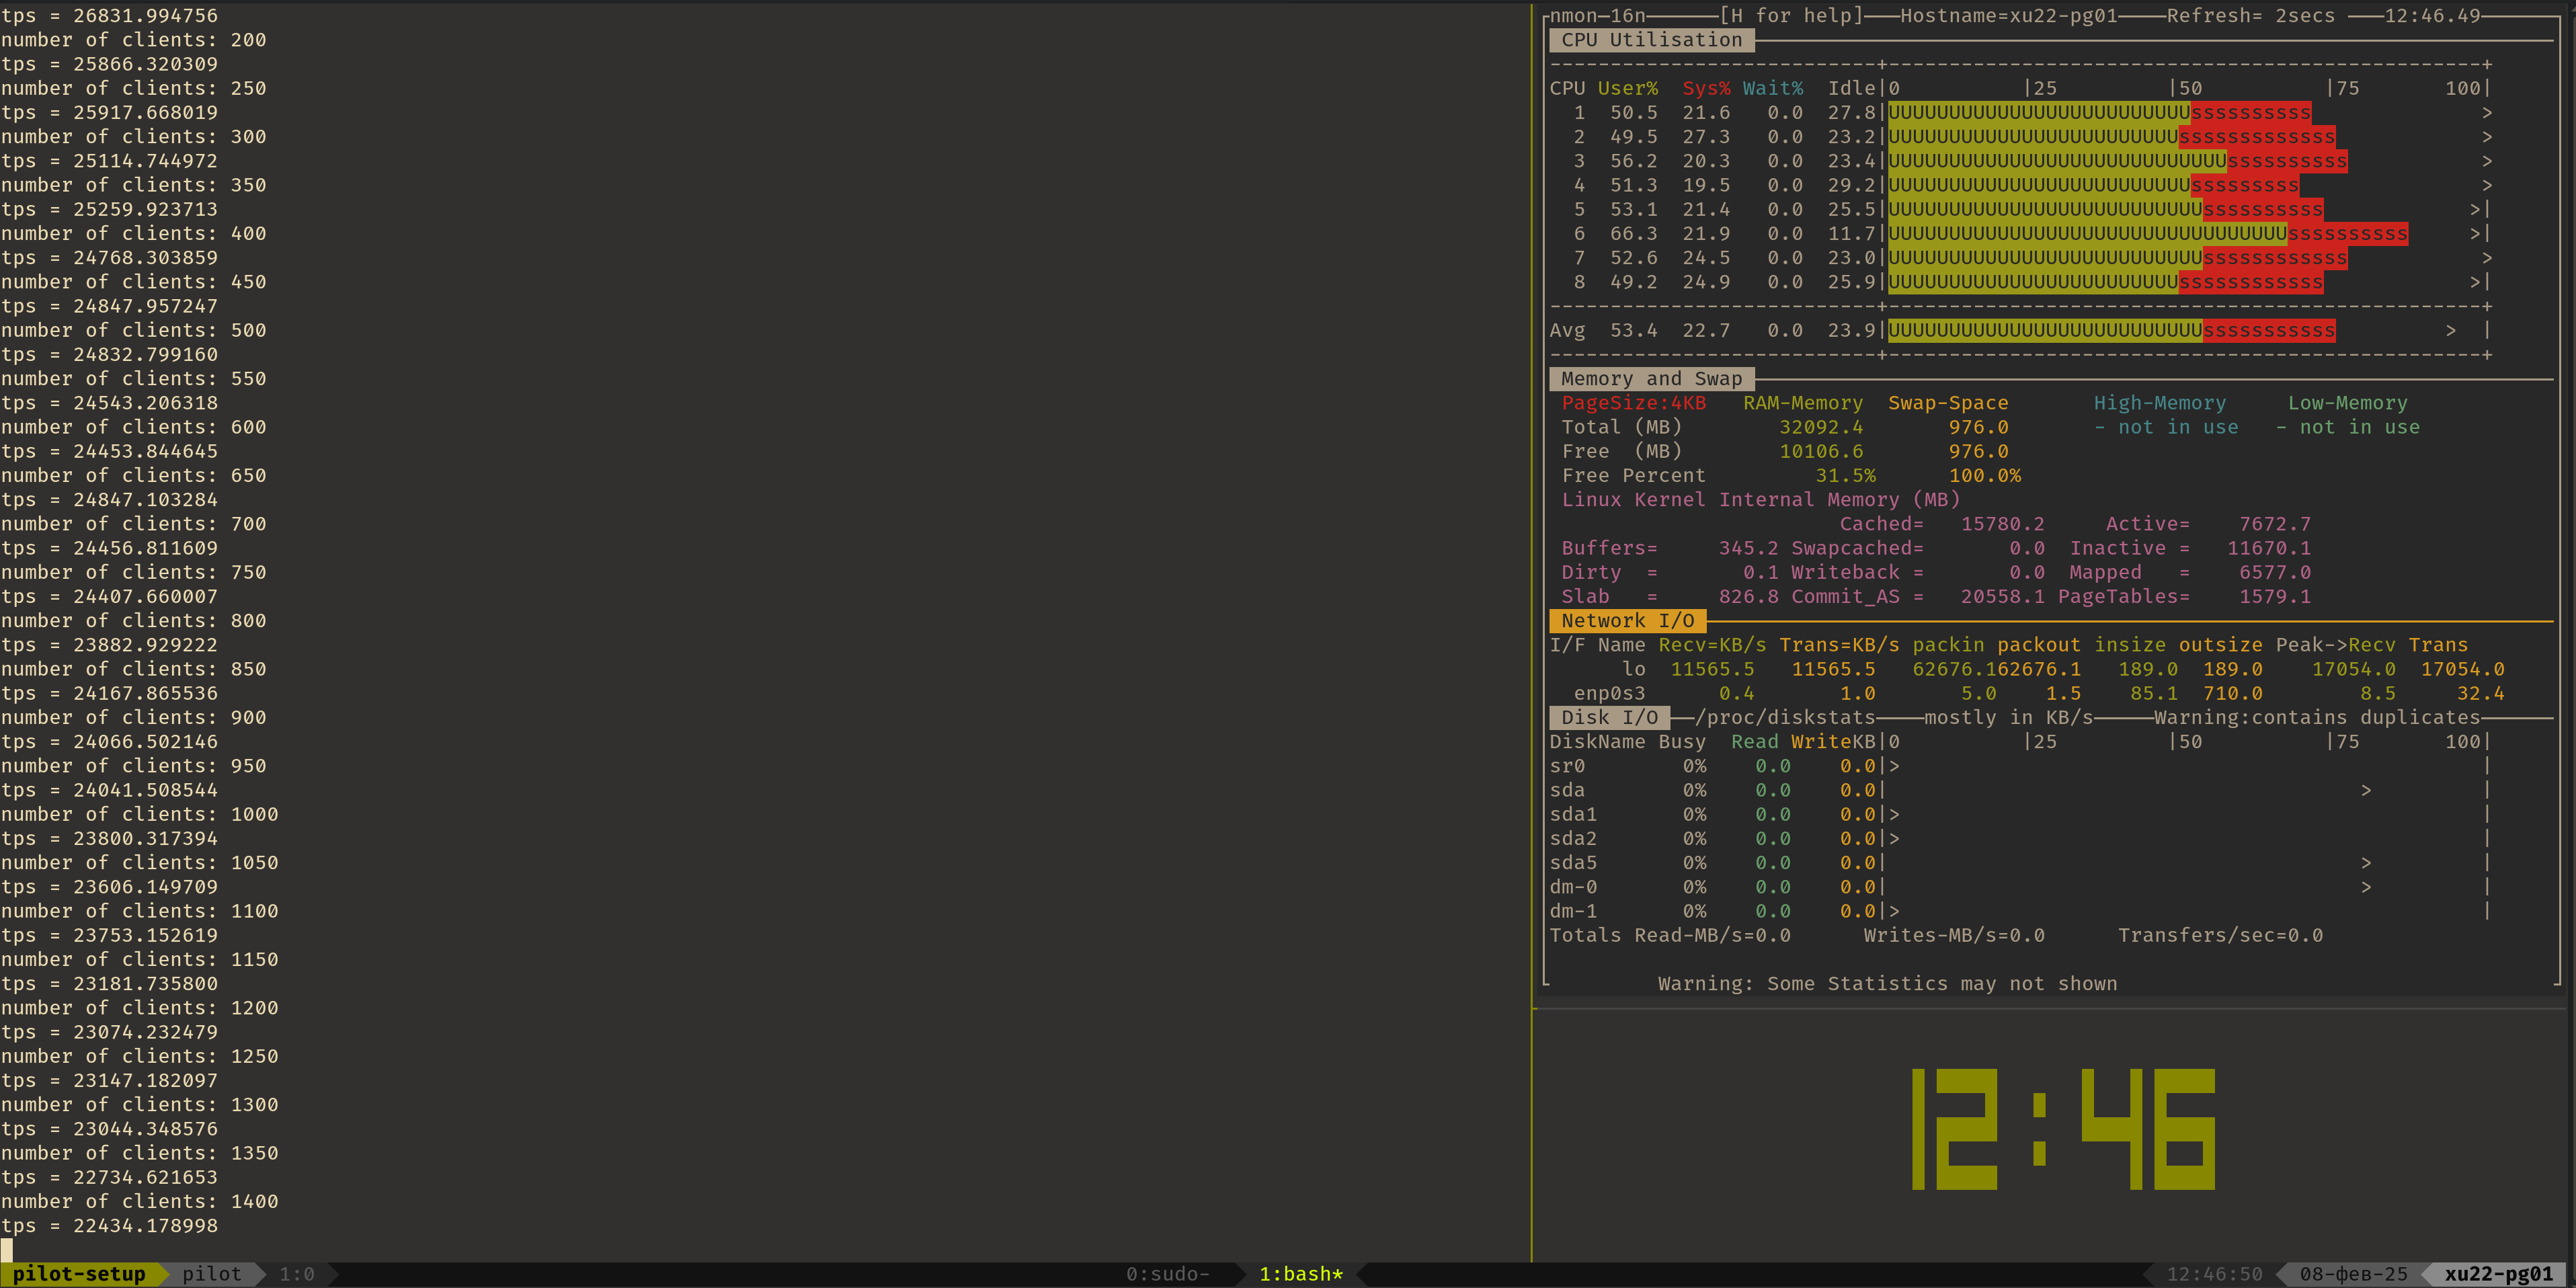 tps = 26831.994756
number of clients: 200
tps = 25866.320309
number of clients: 250
tps = 25917.668019
number of clients: 300
tps = 25114.744972
number of clients: 350
tps = 25259.923713
number of clients: 400
tps = 24768.303859
number of clients: 450
tps = 24847.957247
number of clients: 500
tps = 24832.799160
number of clients: 550
tps = 24543.206318
number of clients: 600
tps = 24453.844645
number of clients: 650
tps = 24847.103284
number of clients: 700
tps = 24456.811609
number of clients: 750
tps = 24407.660007
number of clients: 800
tps = 23882.929222
number of clients: 850
tps = 24167.865536
number of clients: 900
tps = 24066.502146
number of clients: 950
tps = 24041.508544
number of clients: 1000
tps = 23800.317394
number of clients: 1050
tps = 23606.149709
number of clients: 1100
tps = 23753.152619
number of clients: 1150
tps = 23181.735800
number of clients: 1200
tps = 23074.232479
number of clients: 1250
tps = 23147.182097
number of clients: 1300
tps = 23044.348576
number of clients: 1350
tps = 22734.621653
number of clients: 1400
tps = 22434.178998
nmon-16n [H for help] Hostname=xu22-pg01 Refresh= 2secs 12:46.49
CPU Utilisation
CPU User% Sys% Wait% Idle|0 |25 |50 |75 100|
1 50.5 21.6 0.0 27.8|UUUUUUUUUUUUUUUUUUUUUUUUUssssssssss >
2 49.5 27.3 0.0 23.2|UUUUUUUUUUUUUUUUUUUUUUUUsssssssssssss >
3 56.2 20.3 0.0 23.4|UUUUUUUUUUUUUUUUUUUUUUUUUUUUssssssssss >
4 51.3 19.5 0.0 29.2|UUUUUUUUUUUUUUUUUUUUUUUUUsssssssss >
5 53.1 21.4 0.0 25.5|UUUUUUUUUUUUUUUUUUUUUUUUUUssssssssss >|
6 66.3 21.9 0.0 11.7|UUUUUUUUUUUUUUUUUUUUUUUUUUUUUUUUUssssssssss >|
7 52.6 24.5 0.0 23.0|UUUUUUUUUUUUUUUUUUUUUUUUUUssssssssssss >
8 49.2 24.9 0.0 25.9|UUUUUUUUUUUUUUUUUUUUUUUUssssssssssss >|
Avg 53.4 22.7 0.0 23.9|UUUUUUUUUUUUUUUUUUUUUUUUUUsssssssssss > |
Memory and Swap
PageSize:4KB RAM-Memory Swap-Space High-Memory Low-Memory
Total (MB) 32092.4 976.0 - not in use - not in use
Free (MB) 10106.6 976.0
Free Percent 31.5% 100.0%
Linux Kernel Internal Memory (MB)
Cached= 15780.2 Active= 7672.7
Buffers= 345.2 Swapcached= 0.0 Inactive = 11670.1
Dirty = 0.1 Writeback = 0.0 Mapped = 6577.0
Slab = 826.8 Commit_AS = 20558.1 PageTables= 1579.1
Network I/O
I/F Name Recv=KB/s Trans=KB/s packin packout insize outsize Peak->Recv Trans
lo 11565.5 11565.5 62676.162676.1 189.0 189.0 17054.0 17054.0
enp0s3 0.4 1.0 5.0 1.5 85.1 710.0 8.5 32.4
Disk I/O /proc/diskstats mostly in KB/s Warning:contains duplicates
DiskName Busy Read WriteKB|0 |25 |50 |75 100|
sr0 0% 0.0 0.0|> |
sda 0% 0.0 0.0| > |
sda1 0% 0.0 0.0|> |
sda2 0% 0.0 0.0|> |
sda5 0% 0.0 0.0| > |
dm-0 0% 0.0 0.0| > |
dm-1 0% 0.0 0.0|> |
Totals Read-MB/s=0.0 Writes-MB/s=0.0 Transfers/sec=0.0
Warning: Some Statistics may not shown
12:46
pilot-setup pilot 1:0 0:sudo- 1:bash* 12:46:50 08-фев-25 xu22-pg01